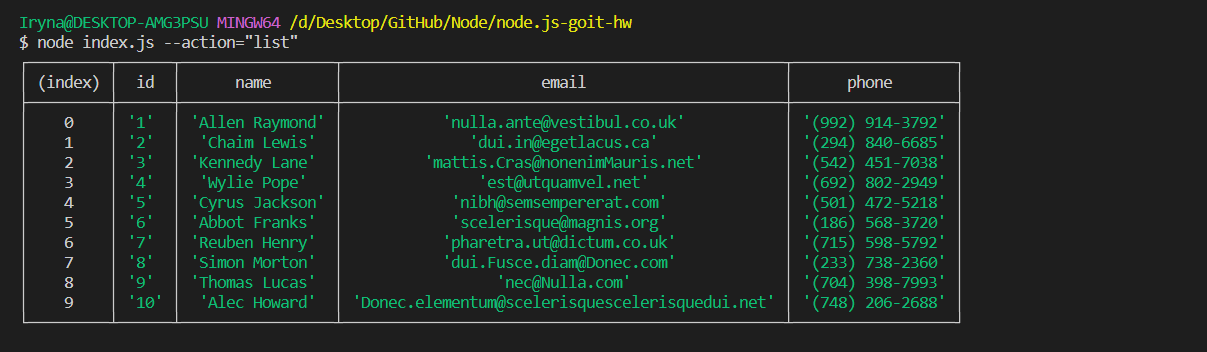 Iryna@DESKTOP-AMG3PSU MINGW64 /d/Desktop/GitHub/Node/node.js-goit-hw
$ node index.js --action="list"
(index) id name email phone
0 '1' 'Allen Raymond' 'nulla.ante@vestibul.co.uk' '(992) 914-3792'
1 '2' 'Chaim Lewis' 'dui.in@egetlacus.ca' '(294) 840-6685'
2 '3' 'Kennedy Lane' 'mattis.Cras@nonenimMauris.net' '(542) 451-7038'
3 '4' 'Wylie Pope' 'est@utquamvel.net' '(692) 802-2949'
4 '5' 'Cyrus Jackson' 'nibh@semsempererat.com' '(501) 472-5218'
5 '6' 'Abbot Franks' 'scelerisque@magnis.org' '(186) 568-3720'
6 '7' 'Reuben Henry' 'pharetra.ut@dictum.co.uk' '(715) 598-5792'
7 '8' 'Simon Morton' 'dui.Fusce.diam@Donec.com' '(233) 738-2360'
8 '9' 'Thomas Lucas' 'nec@Nulla.com' '(704) 398-7993'
9 '10' 'Alec Howard' 'Donec.elementum@scelerisquescelerisquedui.net' '(748) 206-2688'